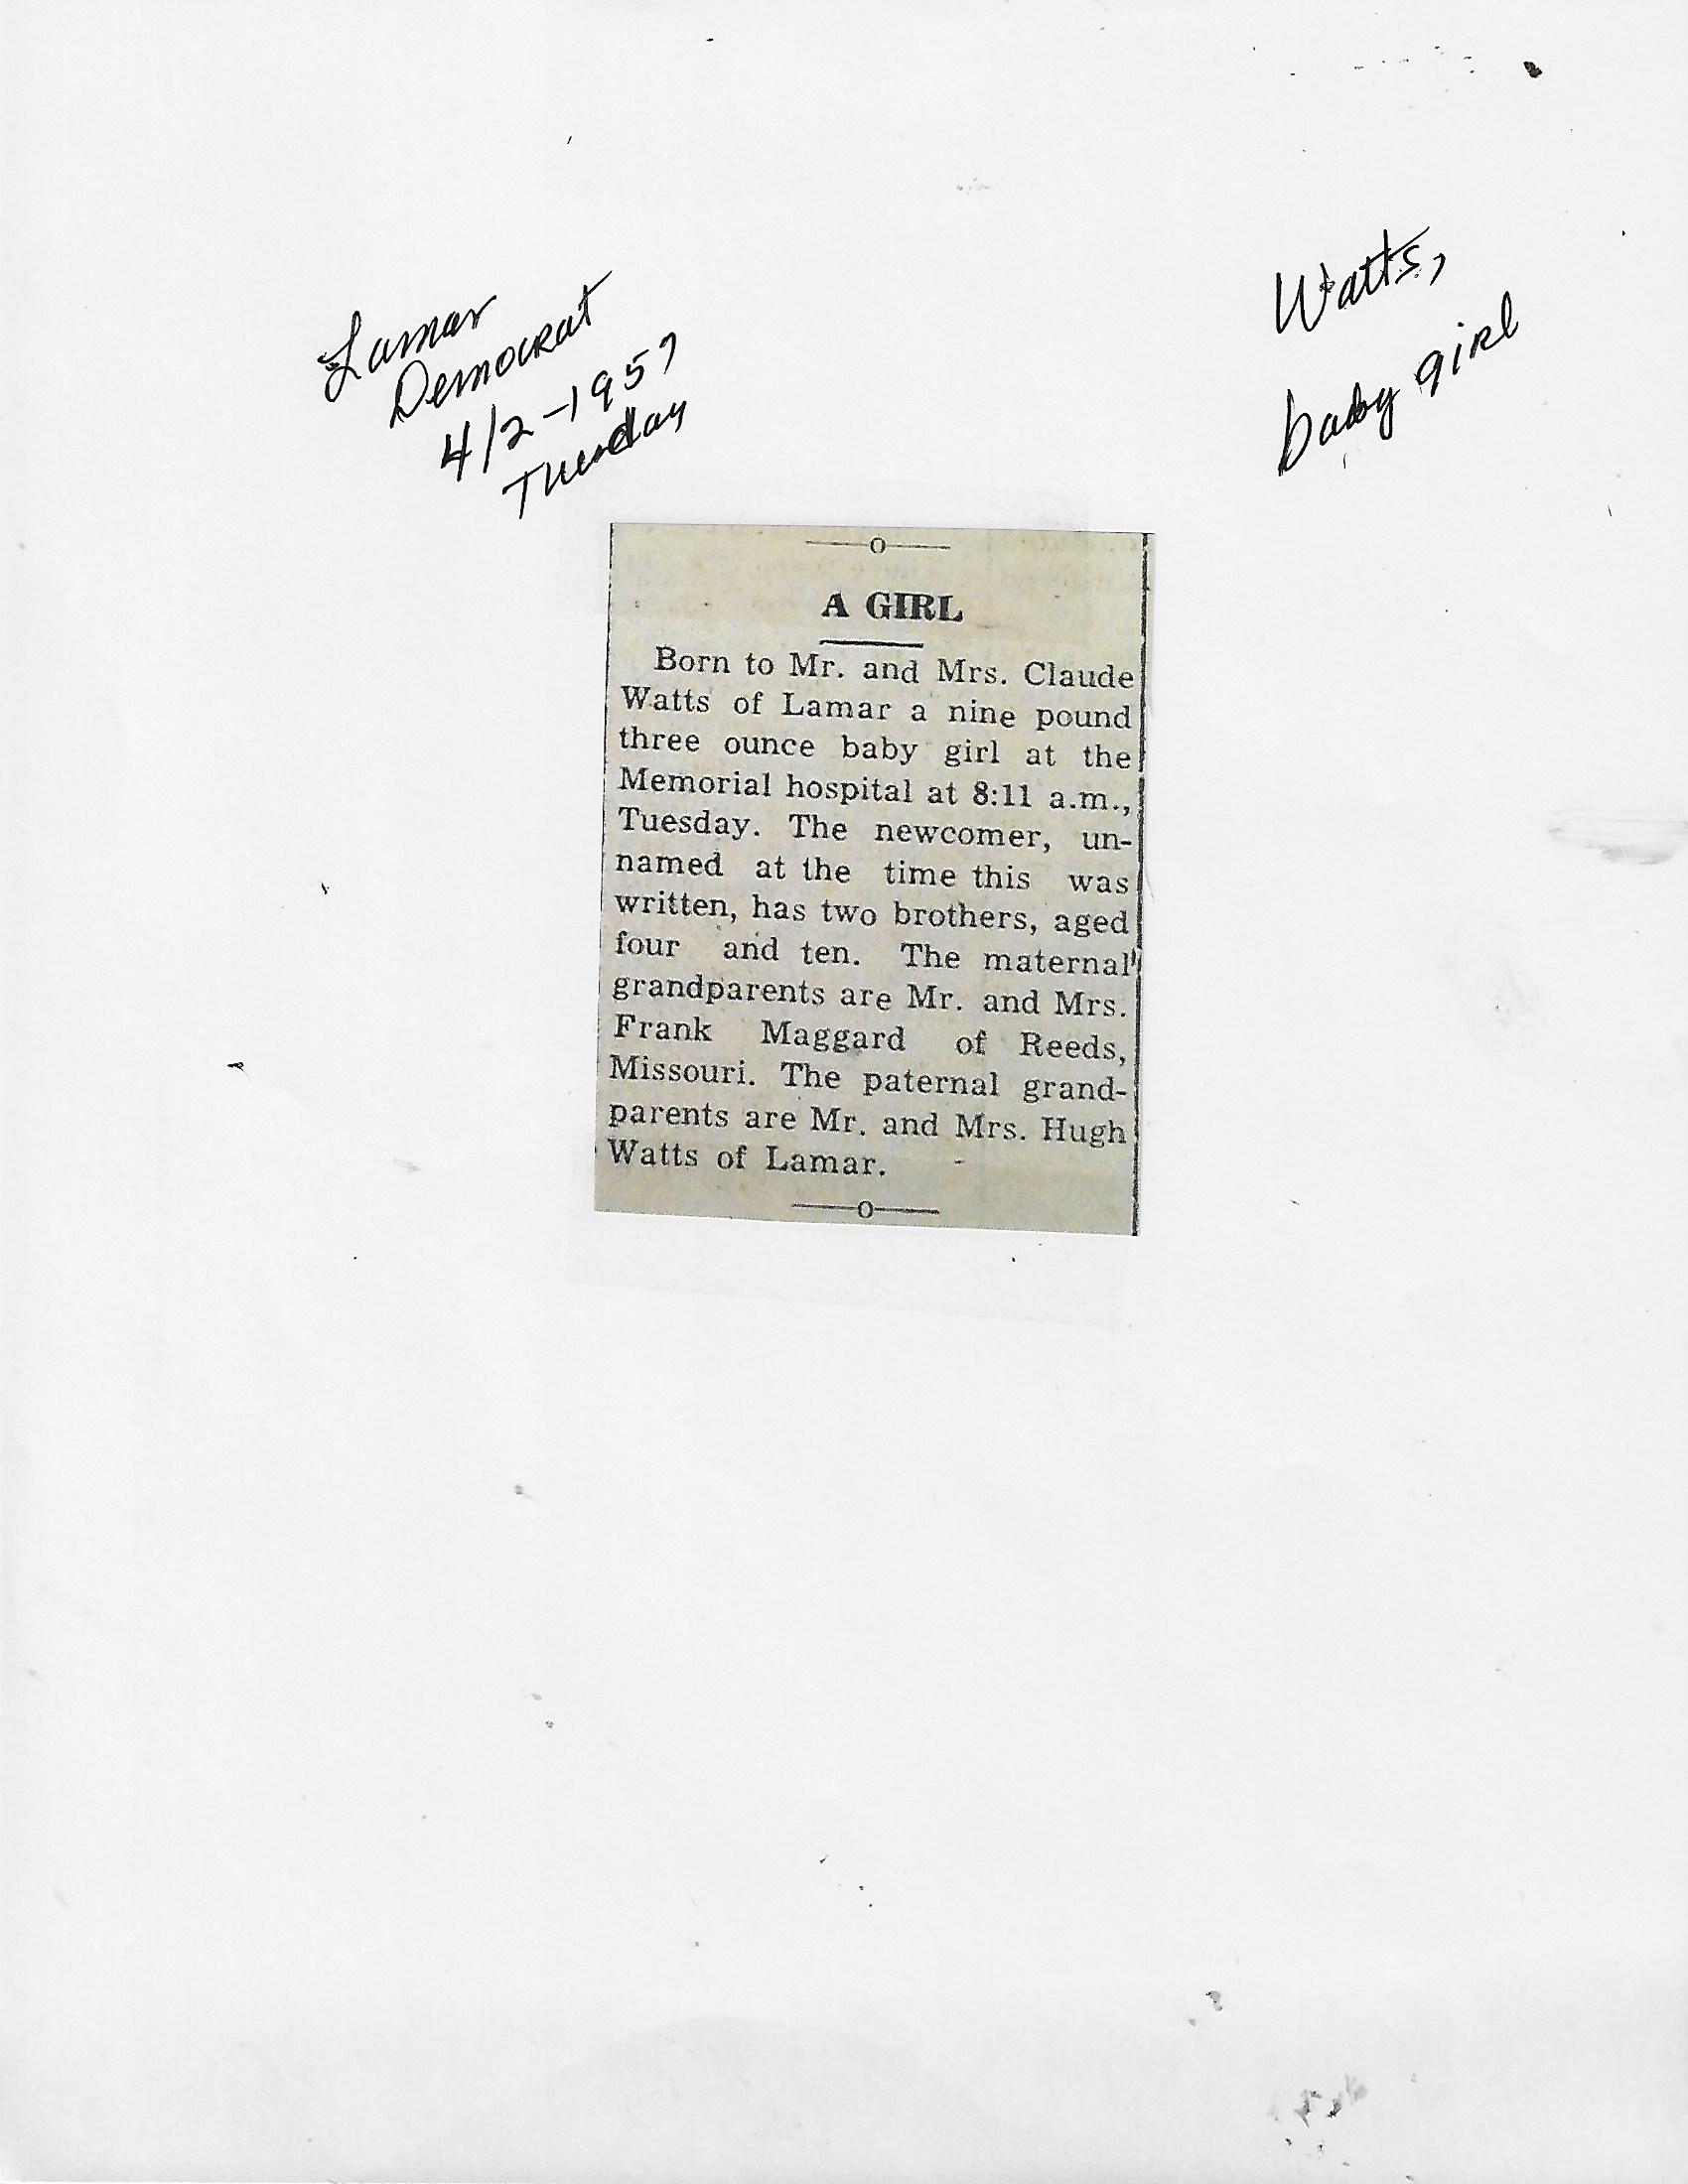 Lamar
Democrat
4/2-1957
Tuesday
Watts,
baby girl
—o—
A GIRL
Born to Mr. and Mrs. Claude
Watts of Lamar a nine pound
three ounce baby girl at the
Memorial hospital at 8:11 a.m.,
Tuesday. The newcomer, un-
named at the time this was
written, has two brothers, aged
four and ten. The maternal
grandparents are Mr. and Mrs.
Frank Maggard of Reeds,
Missouri. The paternal grand-
parents are Mr. and Mrs. Hugh
Watts of Lamar.
—o—